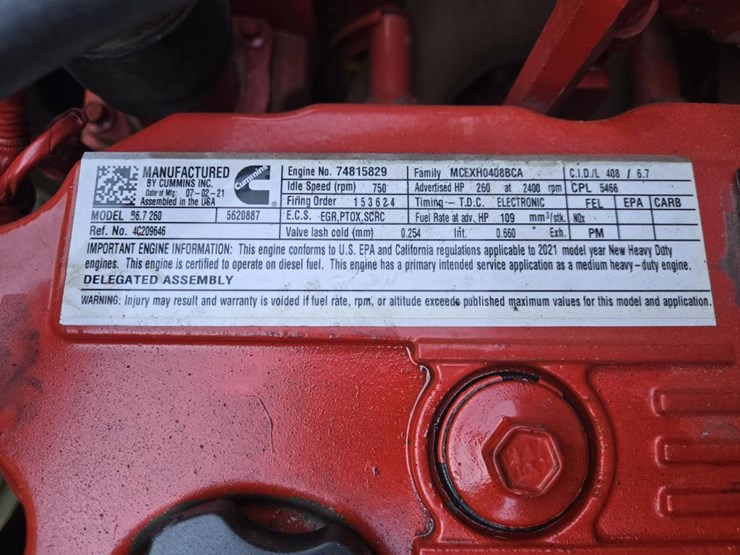 MANUFACTURED
BY CUMMINS INC.
Date of Mfg: 07-02-21
Assembled in the USA
Cummins
MODEL B6.7 260 5620887
Ref. No. 4C209646
Engine No. 74815829
Idle Speed (rpm) 750
Firing Order 1 5 3 6 2 4
E.C.S. EGR,PTOX,SCRC
Valve lash cold (mm) 0.254 Int. 0.660 Exh.
Family MCEXH0408BCA
Advertised HP 260 at 2400 rpm
Timing - T.D.C. ELECTRONIC
Fuel Rate at adv. HP 109 mm³/stk.
C.I.D./L 408 / 6.7
CPL 5466
FEL EPA CARB
NOx
PM
IMPORTANT ENGINE INFORMATION: This engine conforms to U.S. EPA and California regulations applicable to 2021 model year New Heavy Duty
engines. This engine is certified to operate on diesel fuel. This engine has a primary intended service application as a medium heavy-duty engine.
DELEGATED ASSEMBLY
WARNING: Injury may result and warranty is voided if fuel rate, rpm, or altitude exceeds published maximum values for this model and application.